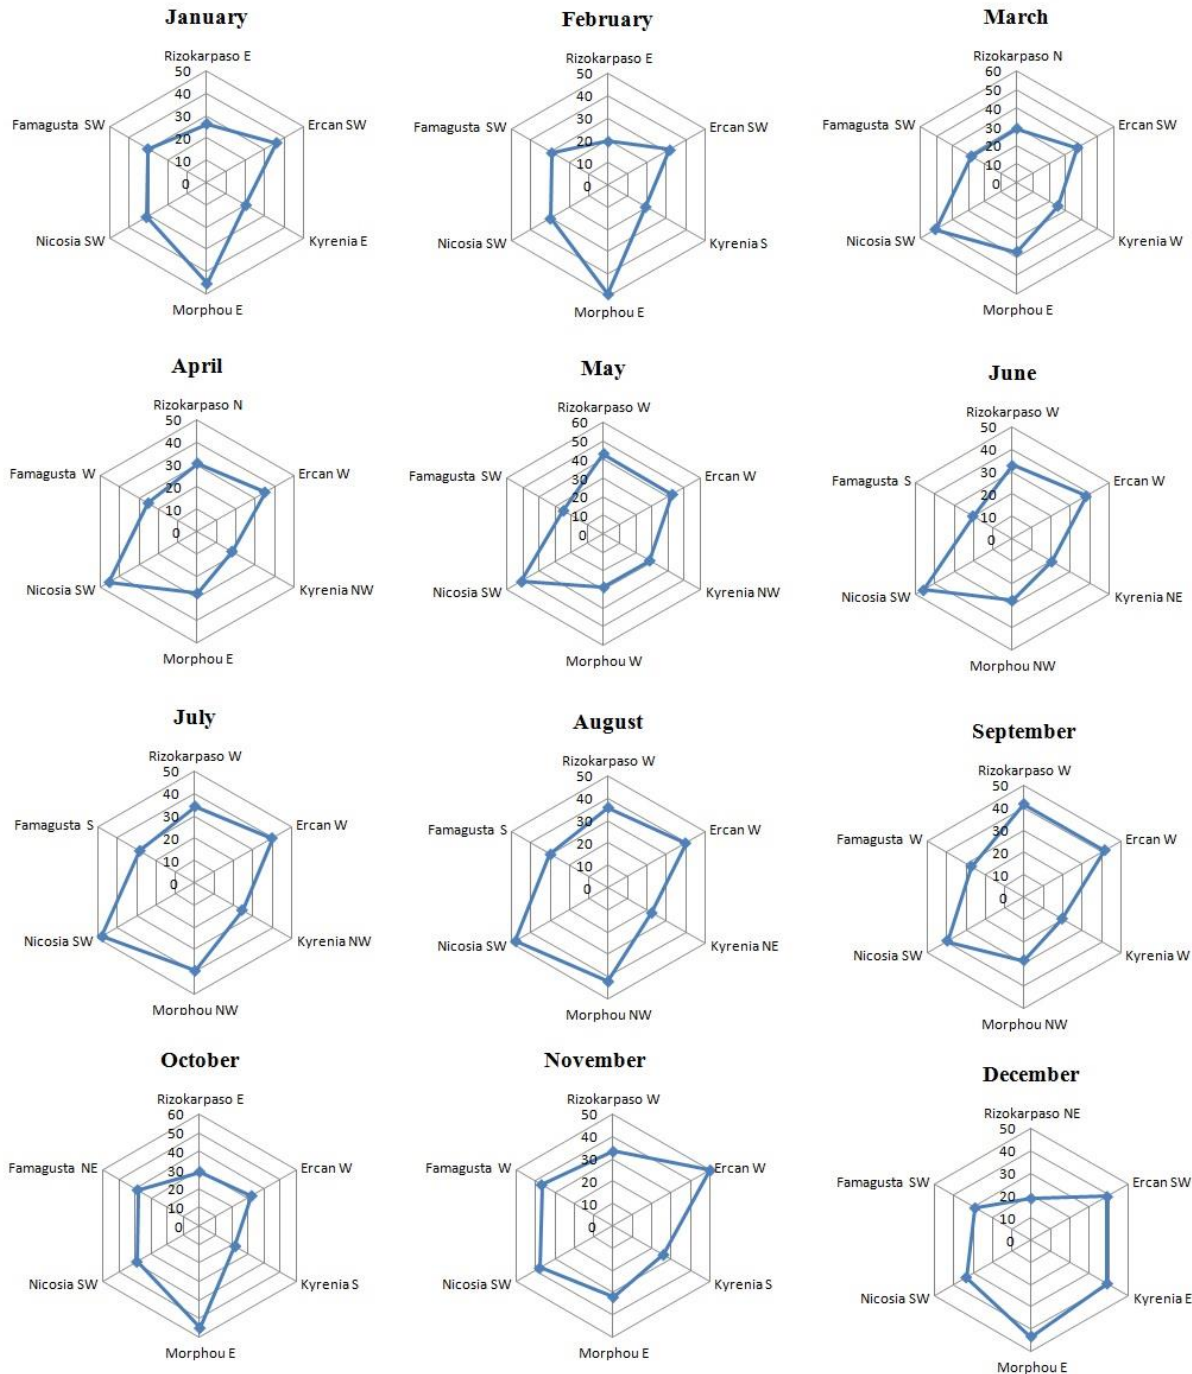 January
Rizokarpaso E
50
40
30
20
10
0
Famagusta SW
Ercan SW
Nicosia SW
Kyrenia E
Morphou E
February
Rizokarpaso E
50
40
30
20
10
0
Famagusta SW
Ercan SW
Nicosia SW
Kyrenia S
Morphou E
March
Rizokarpaso N
60
50
40
30
20
10
0
Famagusta SW
Ercan SW
Nicosia SW
Kyrenia W
Morphou E
April
Rizokarpaso N
50
40
30
20
10
0
Famagusta W
Ercan W
Nicosia SW
Kyrenia NW
Morphou E
May
Rizokarpaso W
60
50
40
30
20
10
0
Famagusta SW
Ercan W
Nicosia SW
Kyrenia NW
Morphou W
June
Rizokarpaso W
50
40
30
20
10
0
Famagusta S
Ercan W
Nicosia SW
Kyrenia NE
Morphou NW
July
Rizokarpaso W
50
40
30
20
10
0
Famagusta S
Ercan W
Nicosia SW
Kyrenia NW
Morphou NW
August
Rizokarpaso W
50
40
30
20
10
0
Famagusta S
Ercan W
Nicosia SW
Kyrenia NE
Morphou NW
September
Rizokarpaso W
50
40
30
20
10
0
Famagusta W
Ercan W
Nicosia SW
Kyrenia W
Morphou NW
October
Rizokarpaso E
60
50
40
30
20
10
0
Famagusta NE
Ercan W
Nicosia SW
Kyrenia S
Morphou E
November
Rizokarpaso W
50
40
30
20
10
0
Famagusta W
Ercan W
Nicosia SW
Kyrenia S
Morphou E
December
Rizokarpaso NE
50
40
30
20
10
0
Famagusta SW
Ercan SW
Nicosia SW
Kyrenia E
Morphou E